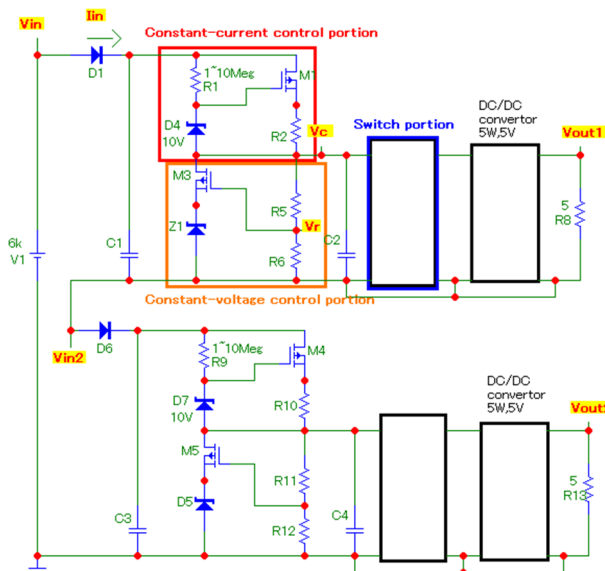 Vin
Iin
Constant-current control portion
D1
1~10Meg
R1
M1
D4
10V
R2
Vc
Switch portion
DC/DC
convertor
5W,5V
Vout1
M3
R5
Z1
Vr
R6
C1
C2
5
R8
6k
V1
Constant-voltage control portion
Vin2
D6
1~10Meg
R9
M4
D7
10V
R10
DC/DC
convertor
5W,5V
M5
R11
D5
R12
C3
C4
5
R13